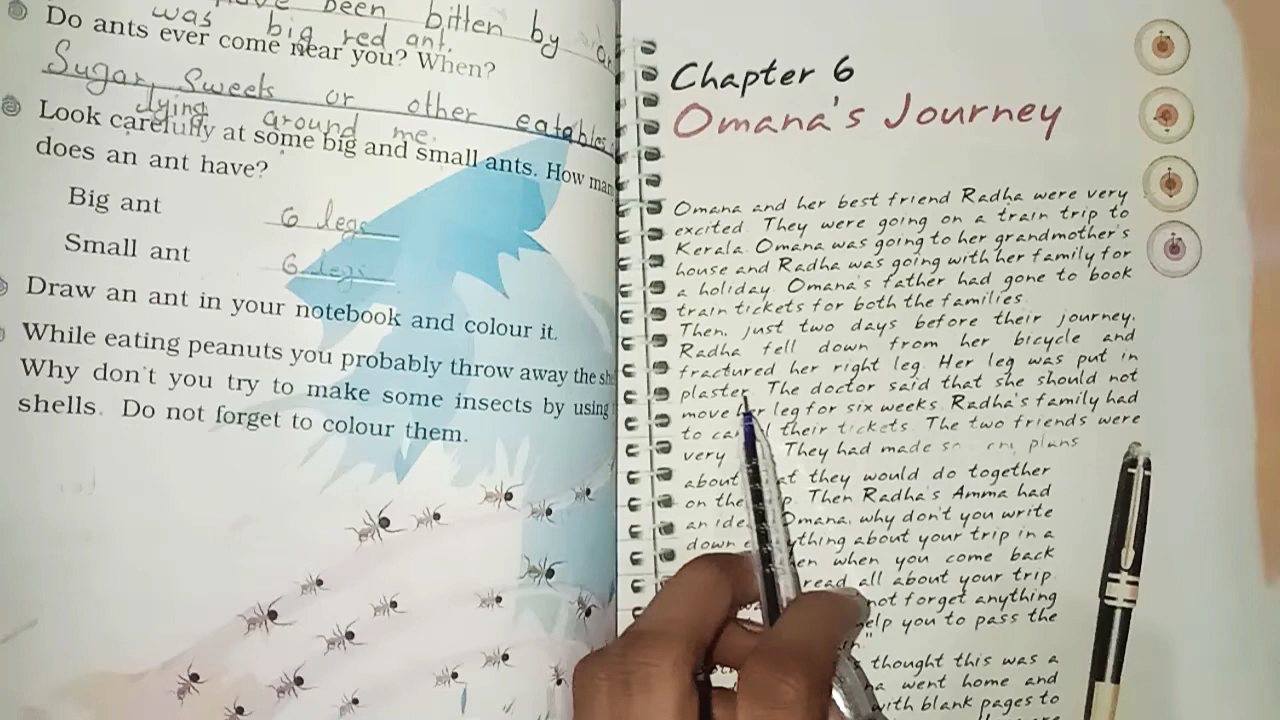 been bitten by
was big red ant.
Do ants ever come near you? When?
Sugar, Sweets or other eatables
lying around me.
Look carefully at some big and small ants. How
does an ant have?
Big ant 6 legs
Small ant 6 legs
Draw an ant in your notebook and colour it.
While eating peanuts you probably throw away the
Why don't you try to make some insects by using
shells. Do not forget to colour them.
Chapter 6
Omana's Journey
Omana and her best friend Radha were very
excited. They were going on a train trip to
Kerala. Omana was going to her grandmother's
house and Radha was going with her family for
a holiday. Omana's father had gone to book
train tickets for both the families.
Then, just two days before their journey,
Radha fell down from her bicycle and
fractured her right leg. Her leg was put in
plaster. The doctor said that she should not
move her leg for six weeks. Radha's family had
to their tickets. The two friends were
very They had made plans
about they would do together
on the Then Radha's Amma had
an Omana, why don't you write
down about your trip in a
when you come back
read all about your trip.
not forget anything
help you to pass the
thought this was a
went home and
with blank pages to